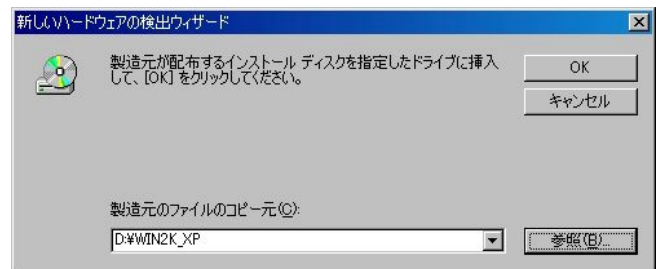 新しいハードウェアの検出ウィザード
製造元が配布するインストール ディスクを指定したドライブに挿入
して、[OK] をクリックしてください。
OK
キャンセル
製造元のファイルのコピー元(C):
D:¥WIN2K_XP
参照(B)...